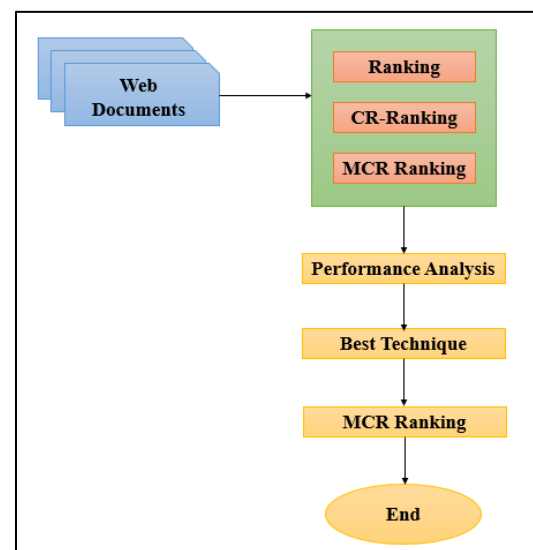 Web
Documents
Ranking
CR-Ranking
MCR Ranking
Performance Analysis
Best Technique
MCR Ranking
End